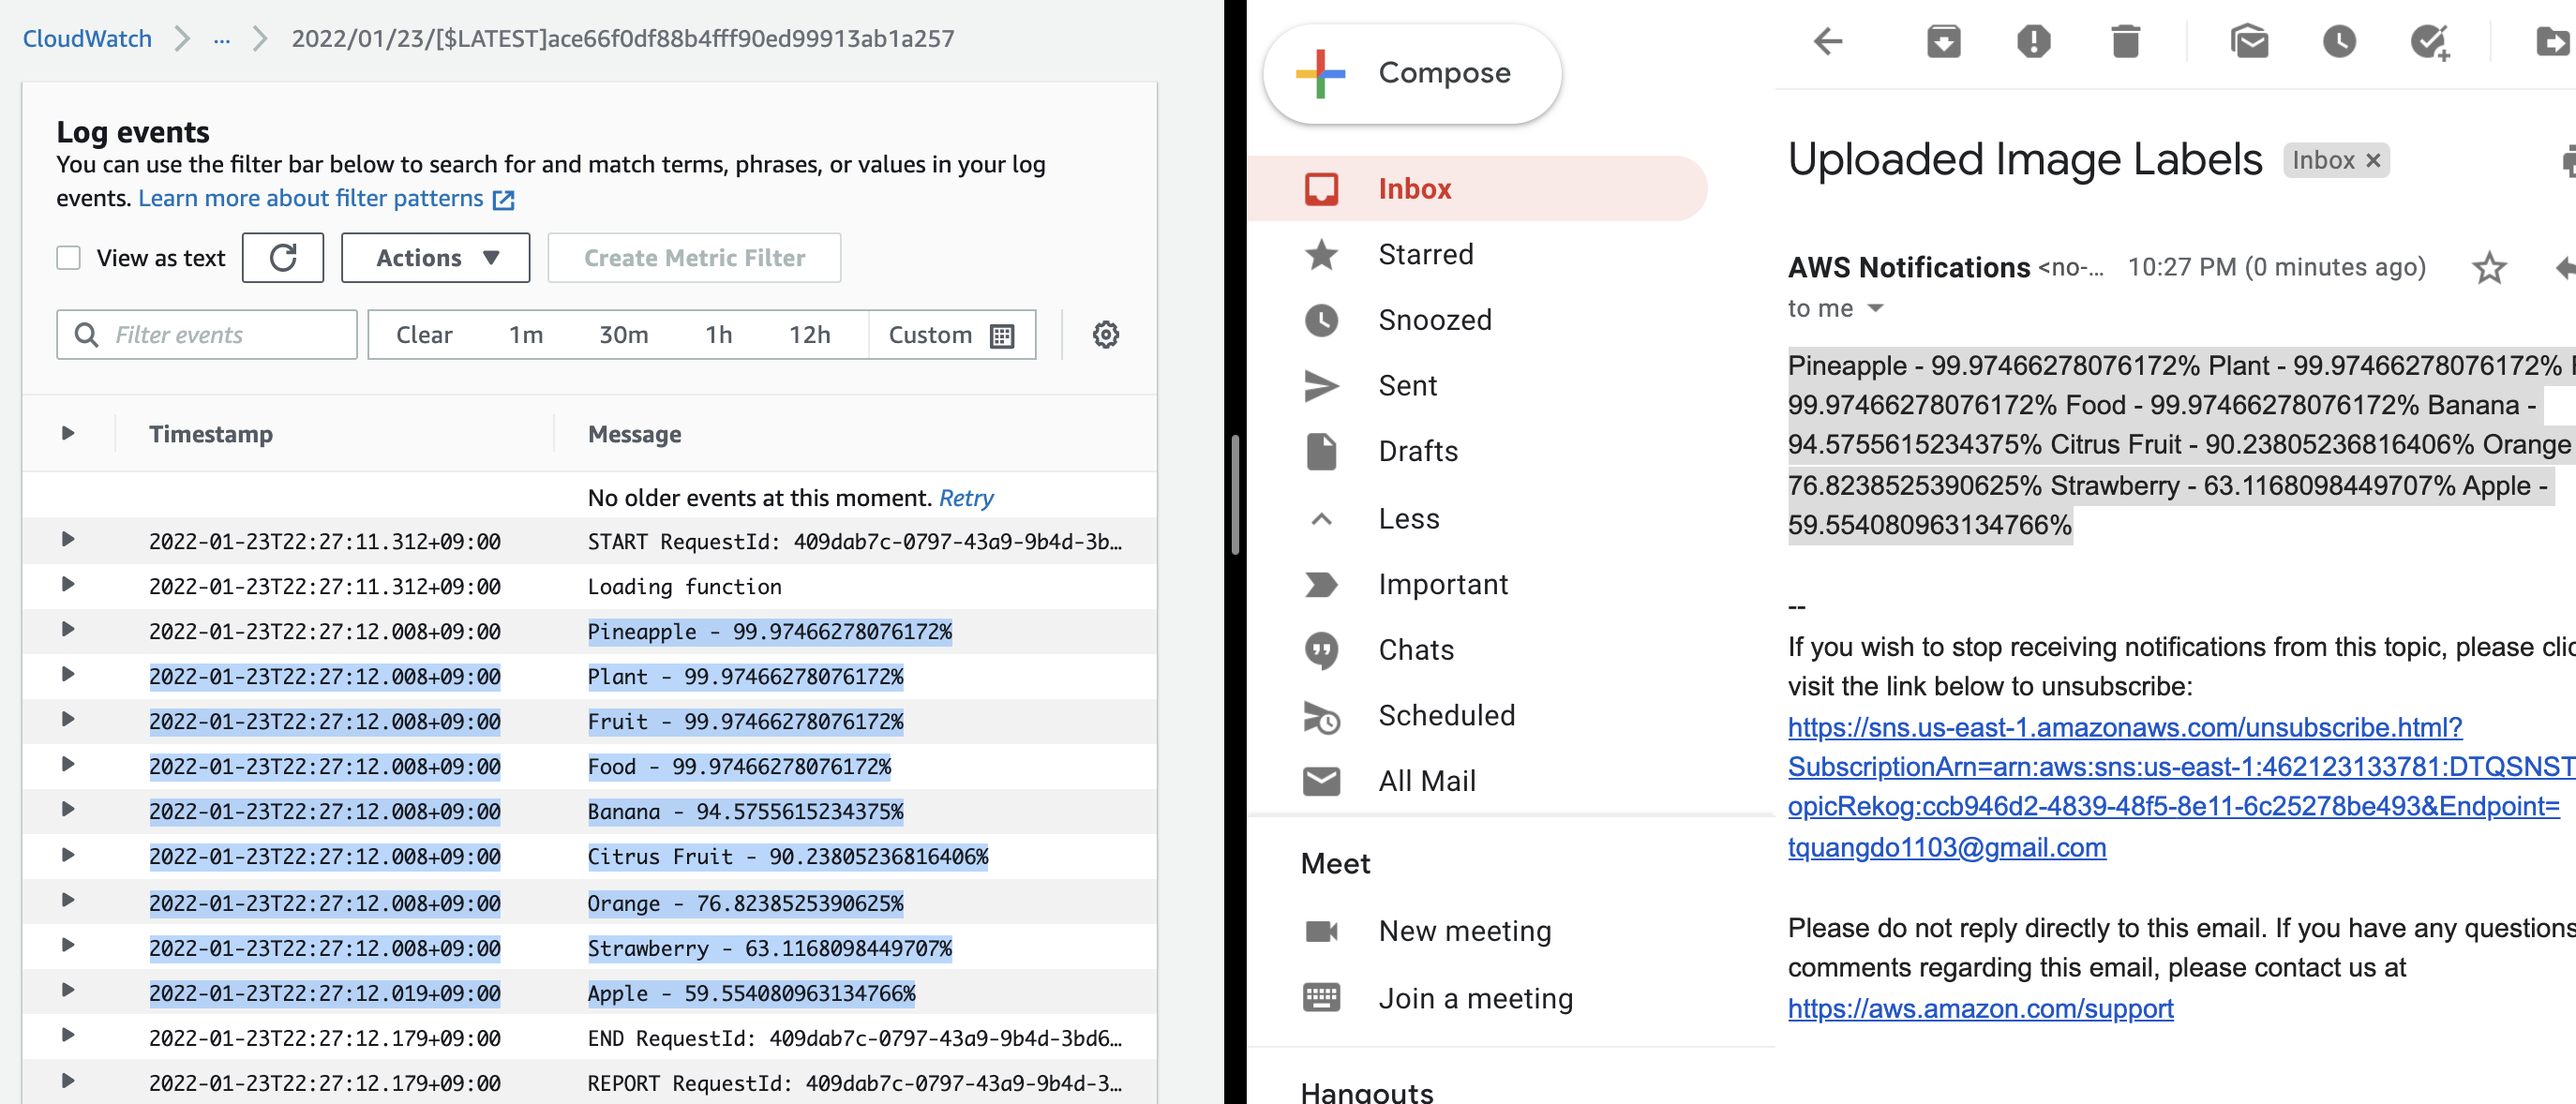 CloudWatch ... 2022/01/23/[$LATEST]ace66f0df88b4fff90ed99913ab1a257
Log events
You can use the filter bar below to search for and match terms, phrases, or values in your log
events. Learn more about filter patterns
View as text Actions Create Metric Filter
Filter events Clear 1m 30m 1h 12h Custom
Timestamp Message
No older events at this moment. Retry
2022-01-23T22:27:11.312+09:00 START RequestId: 409dab7c-0797-43a9-9b4d-3b…
2022-01-23T22:27:11.312+09:00 Loading function
2022-01-23T22:27:12.008+09:00 Pineapple - 99.97466278076172%
2022-01-23T22:27:12.008+09:00 Plant - 99.97466278076172%
2022-01-23T22:27:12.008+09:00 Fruit - 99.97466278076172%
2022-01-23T22:27:12.008+09:00 Food - 99.97466278076172%
2022-01-23T22:27:12.008+09:00 Banana - 94.5755615234375%
2022-01-23T22:27:12.008+09:00 Citrus Fruit - 90.23805236816406%
2022-01-23T22:27:12.008+09:00 Orange - 76.8238525390625%
2022-01-23T22:27:12.008+09:00 Strawberry - 63.1168098449707%
2022-01-23T22:27:12.019+09:00 Apple - 59.554080963134766%
2022-01-23T22:27:12.179+09:00 END RequestId: 409dab7c-0797-43a9-9b4d-3bd6…
2022-01-23T22:27:12.179+09:00 REPORT RequestId: 409dab7c-0797-43a9-9b4d-3…
Compose
Inbox
Starred
Snoozed
Sent
Drafts
Less
Important
Chats
Scheduled
All Mail
Meet
New meeting
Join a meeting
Hangouts
Uploaded Image Labels Inbox ×
AWS Notifications <no-... 10:27 PM (0 minutes ago)
to me
Pineapple - 99.97466278076172% Plant - 99.97466278076172%
99.97466278076172% Food - 99.97466278076172% Banana -
94.5755615234375% Citrus Fruit - 90.23805236816406% Orange
76.8238525390625% Strawberry - 63.1168098449707% Apple -
59.554080963134766%
--
If you wish to stop receiving notifications from this topic, please
visit the link below to unsubscribe:
https://sns.us-east-1.amazonaws.com/unsubscribe.html?
SubscriptionArn=arn:aws:sns:us-east-1:462123133781:DTQSNST
opicRekog:ccb946d2-4839-48f5-8e11-6c25278be493&Endpoint=
tquangdo1103@gmail.com
Please do not reply directly to this email. If you have any questions
comments regarding this email, please contact us at
https://aws.amazon.com/support